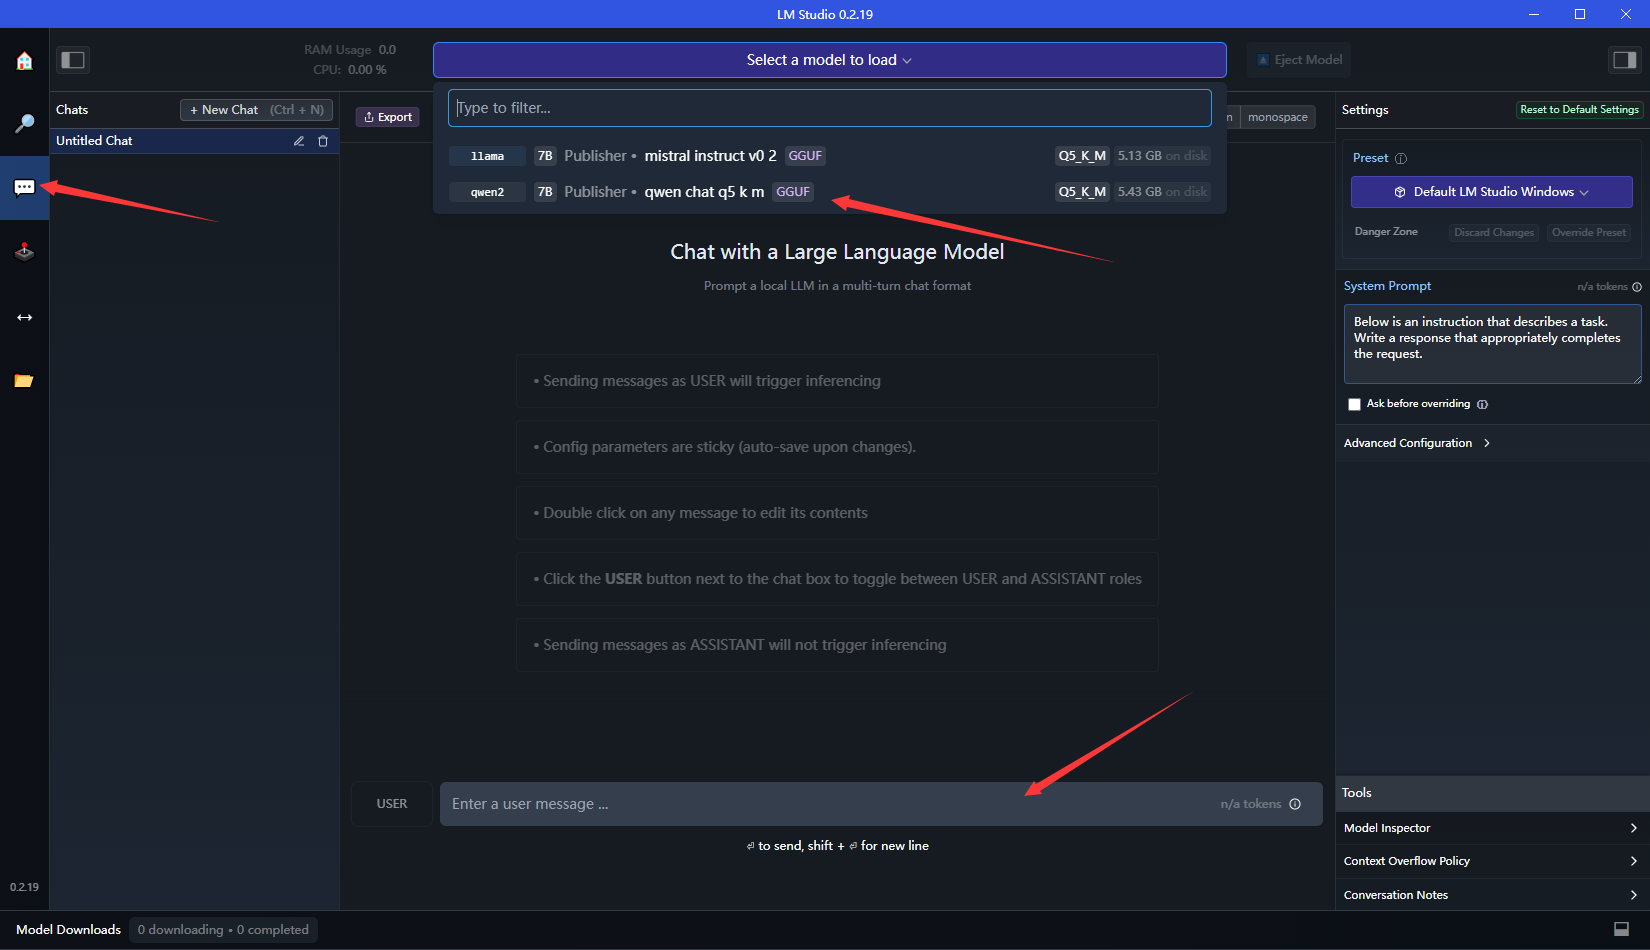 LM Studio 0.2.19
RAM Usage 0.0
CPU: 0.00 %
Select a model to load
Eject Model
Type to filter...
llama 7B Publisher • mistral instruct v0 2 GGUF Q5_K_M 5.13 GB on disk
qwen2 7B Publisher • qwen chat q5 k m GGUF Q5_K_M 5.43 GB on disk
Chats
+ New Chat (Ctrl + N)
Untitled Chat
Export
monospace
Chat with a Large Language Model
Prompt a local LLM in a multi-turn chat format
• Sending messages as USER will trigger inferencing
• Config parameters are sticky (auto-save upon changes).
• Double click on any message to edit its contents
• Click the USER button next to the chat box to toggle between USER and ASSISTANT roles
• Sending messages as ASSISTANT will not trigger inferencing
USER
Enter a user message ...
n/a tokens
⏎ to send, shift + ⏎ for new line
Settings
Reset to Default Settings
Preset
Default LM Studio Windows
Danger Zone
Discard Changes
Override Preset
System Prompt
n/a tokens
Below is an instruction that describes a task.
Write a response that appropriately completes
the request.
Ask before overriding
Advanced Configuration
Tools
Model Inspector
Context Overflow Policy
Conversation Notes
0.2.19
Model Downloads
0 downloading • 0 completed